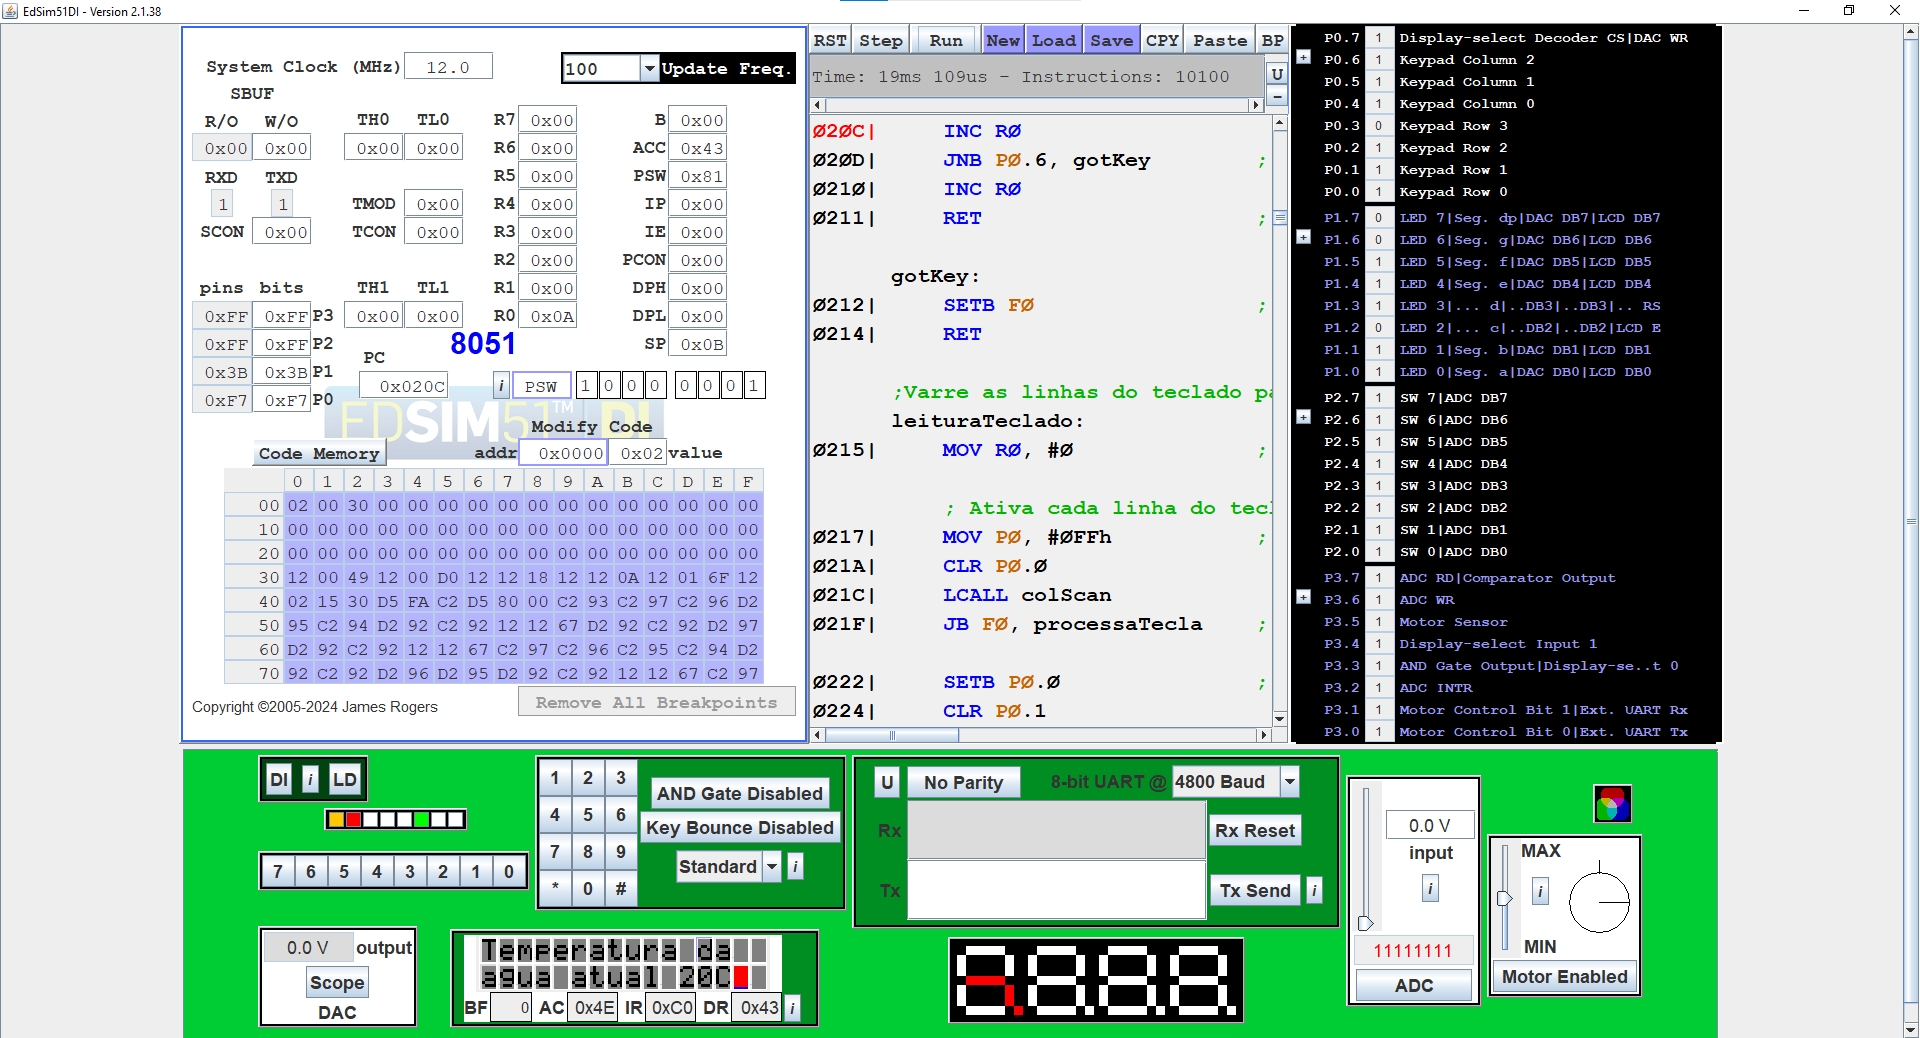 EdSim51DI - Version 2.1.38
System Clock (MHz) 12.0 100 Update Freq.
SBUF
R/O W/O TH0 TL0 R7 0x00 B 0x00
0x00 0x00 0x00 0x00 R6 0x00 ACC 0x43
RXD TXD R5 0x00 PSW 0x81
1 1 TMOD 0x00 R4 0x00 IP 0x00
SCON 0x00 TCON 0x00 R3 0x00 IE 0x00
R2 0x00 PCON 0x00
pins bits TH1 TL1 R1 0x00 DPH 0x00
0xFF 0xFF P3 0x00 0x00 R0 0x0A DPL 0x00
0xFF 0xFF P2 8051 SP 0x0B
0x3B 0x3B P1 PC 0x020C i PSW 1 0 0 0 0 0 0 1
0xF7 0xF7 P0
EDSIM51™ DI
Modify Code
Code Memory addr 0x0000 0x02 value
0 1 2 3 4 5 6 7 8 9 A B C D E F
00 02 00 30 00 00 00 00 00 00 00 00 00 00 00 00 00
10 00 00 00 00 00 00 00 00 00 00 00 00 00 00 00 00
20 00 00 00 00 00 00 00 00 00 00 00 00 00 00 00 00
30 12 00 49 12 00 D0 12 12 18 12 12 0A 12 01 6F 12
40 02 15 30 D5 FA C2 D5 80 00 C2 93 C2 97 C2 96 D2
50 95 C2 94 D2 92 C2 92 12 12 67 D2 92 C2 92 D2 97
60 D2 92 C2 92 12 12 67 C2 97 C2 96 C2 95 C2 94 D2
70 92 C2 92 D2 96 D2 95 D2 92 C2 92 12 12 67 C2 97
Copyright ©2005-2024 James Rogers Remove All Breakpoints
RST Step Run New Load Save CPY Paste BP
Time: 19ms 109us - Instructions: 10100 U
-
020C| INC R0
020D| JNB P0.6, gotKey ;
0210| INC R0
0211| RET ;
gotKey:
0212| SETB F0 ;
0214| RET
;Varre as linhas do teclado pa
leituraTeclado:
0215| MOV R0, #0 ;
; Ativa cada linha do tecl
0217| MOV P0, #0FFh ;
021A| CLR P0.0
021C| LCALL colScan
021F| JB F0, processaTecla ;
0222| SETB P0.0 ;
0224| CLR P0.1
P0.7 1 Display-select Decoder CS|DAC WR
+ P0.6 1 Keypad Column 2
P0.5 1 Keypad Column 1
P0.4 1 Keypad Column 0
P0.3 0 Keypad Row 3
P0.2 1 Keypad Row 2
P0.1 1 Keypad Row 1
P0.0 1 Keypad Row 0
P1.7 0 LED 7|Seg. dp|DAC DB7|LCD DB7
+ P1.6 0 LED 6|Seg. g|DAC DB6|LCD DB6
P1.5 1 LED 5|Seg. f|DAC DB5|LCD DB5
P1.4 1 LED 4|Seg. e|DAC DB4|LCD DB4
P1.3 1 LED 3|... d|..DB3|..DB3|.. RS
P1.2 0 LED 2|... c|..DB2|..DB2|LCD E
P1.1 1 LED 1|Seg. b|DAC DB1|LCD DB1
P1.0 1 LED 0|Seg. a|DAC DB0|LCD DB0
P2.7 1 SW 7|ADC DB7
+ P2.6 1 SW 6|ADC DB6
P2.5 1 SW 5|ADC DB5
P2.4 1 SW 4|ADC DB4
P2.3 1 SW 3|ADC DB3
P2.2 1 SW 2|ADC DB2
P2.1 1 SW 1|ADC DB1
P2.0 1 SW 0|ADC DB0
P3.7 1 ADC RD|Comparator Output
+ P3.6 1 ADC WR
P3.5 1 Motor Sensor
P3.4 1 Display-select Input 1
P3.3 1 AND Gate Output|Display-se..t 0
P3.2 1 ADC INTR
P3.1 1 Motor Control Bit 1|Ext. UART Rx
P3.0 1 Motor Control Bit 0|Ext. UART Tx
DI i LD
7 6 5 4 3 2 1 0
1 2 3
4 5 6
7 8 9
* 0 #
AND Gate Disabled
Key Bounce Disabled
Standard i
U No Parity 8-bit UART @ 4800 Baud
Rx Rx Reset
Tx Tx Send i
0.0 V
input
i
11111111
ADC
MAX
i
MIN
Motor Enabled
0.0 V output
Scope
DAC
Temperatura da
agua atual 20C
BF 0 AC 0x4E IR 0xC0 DR 0x43 i
8.8.8.8.